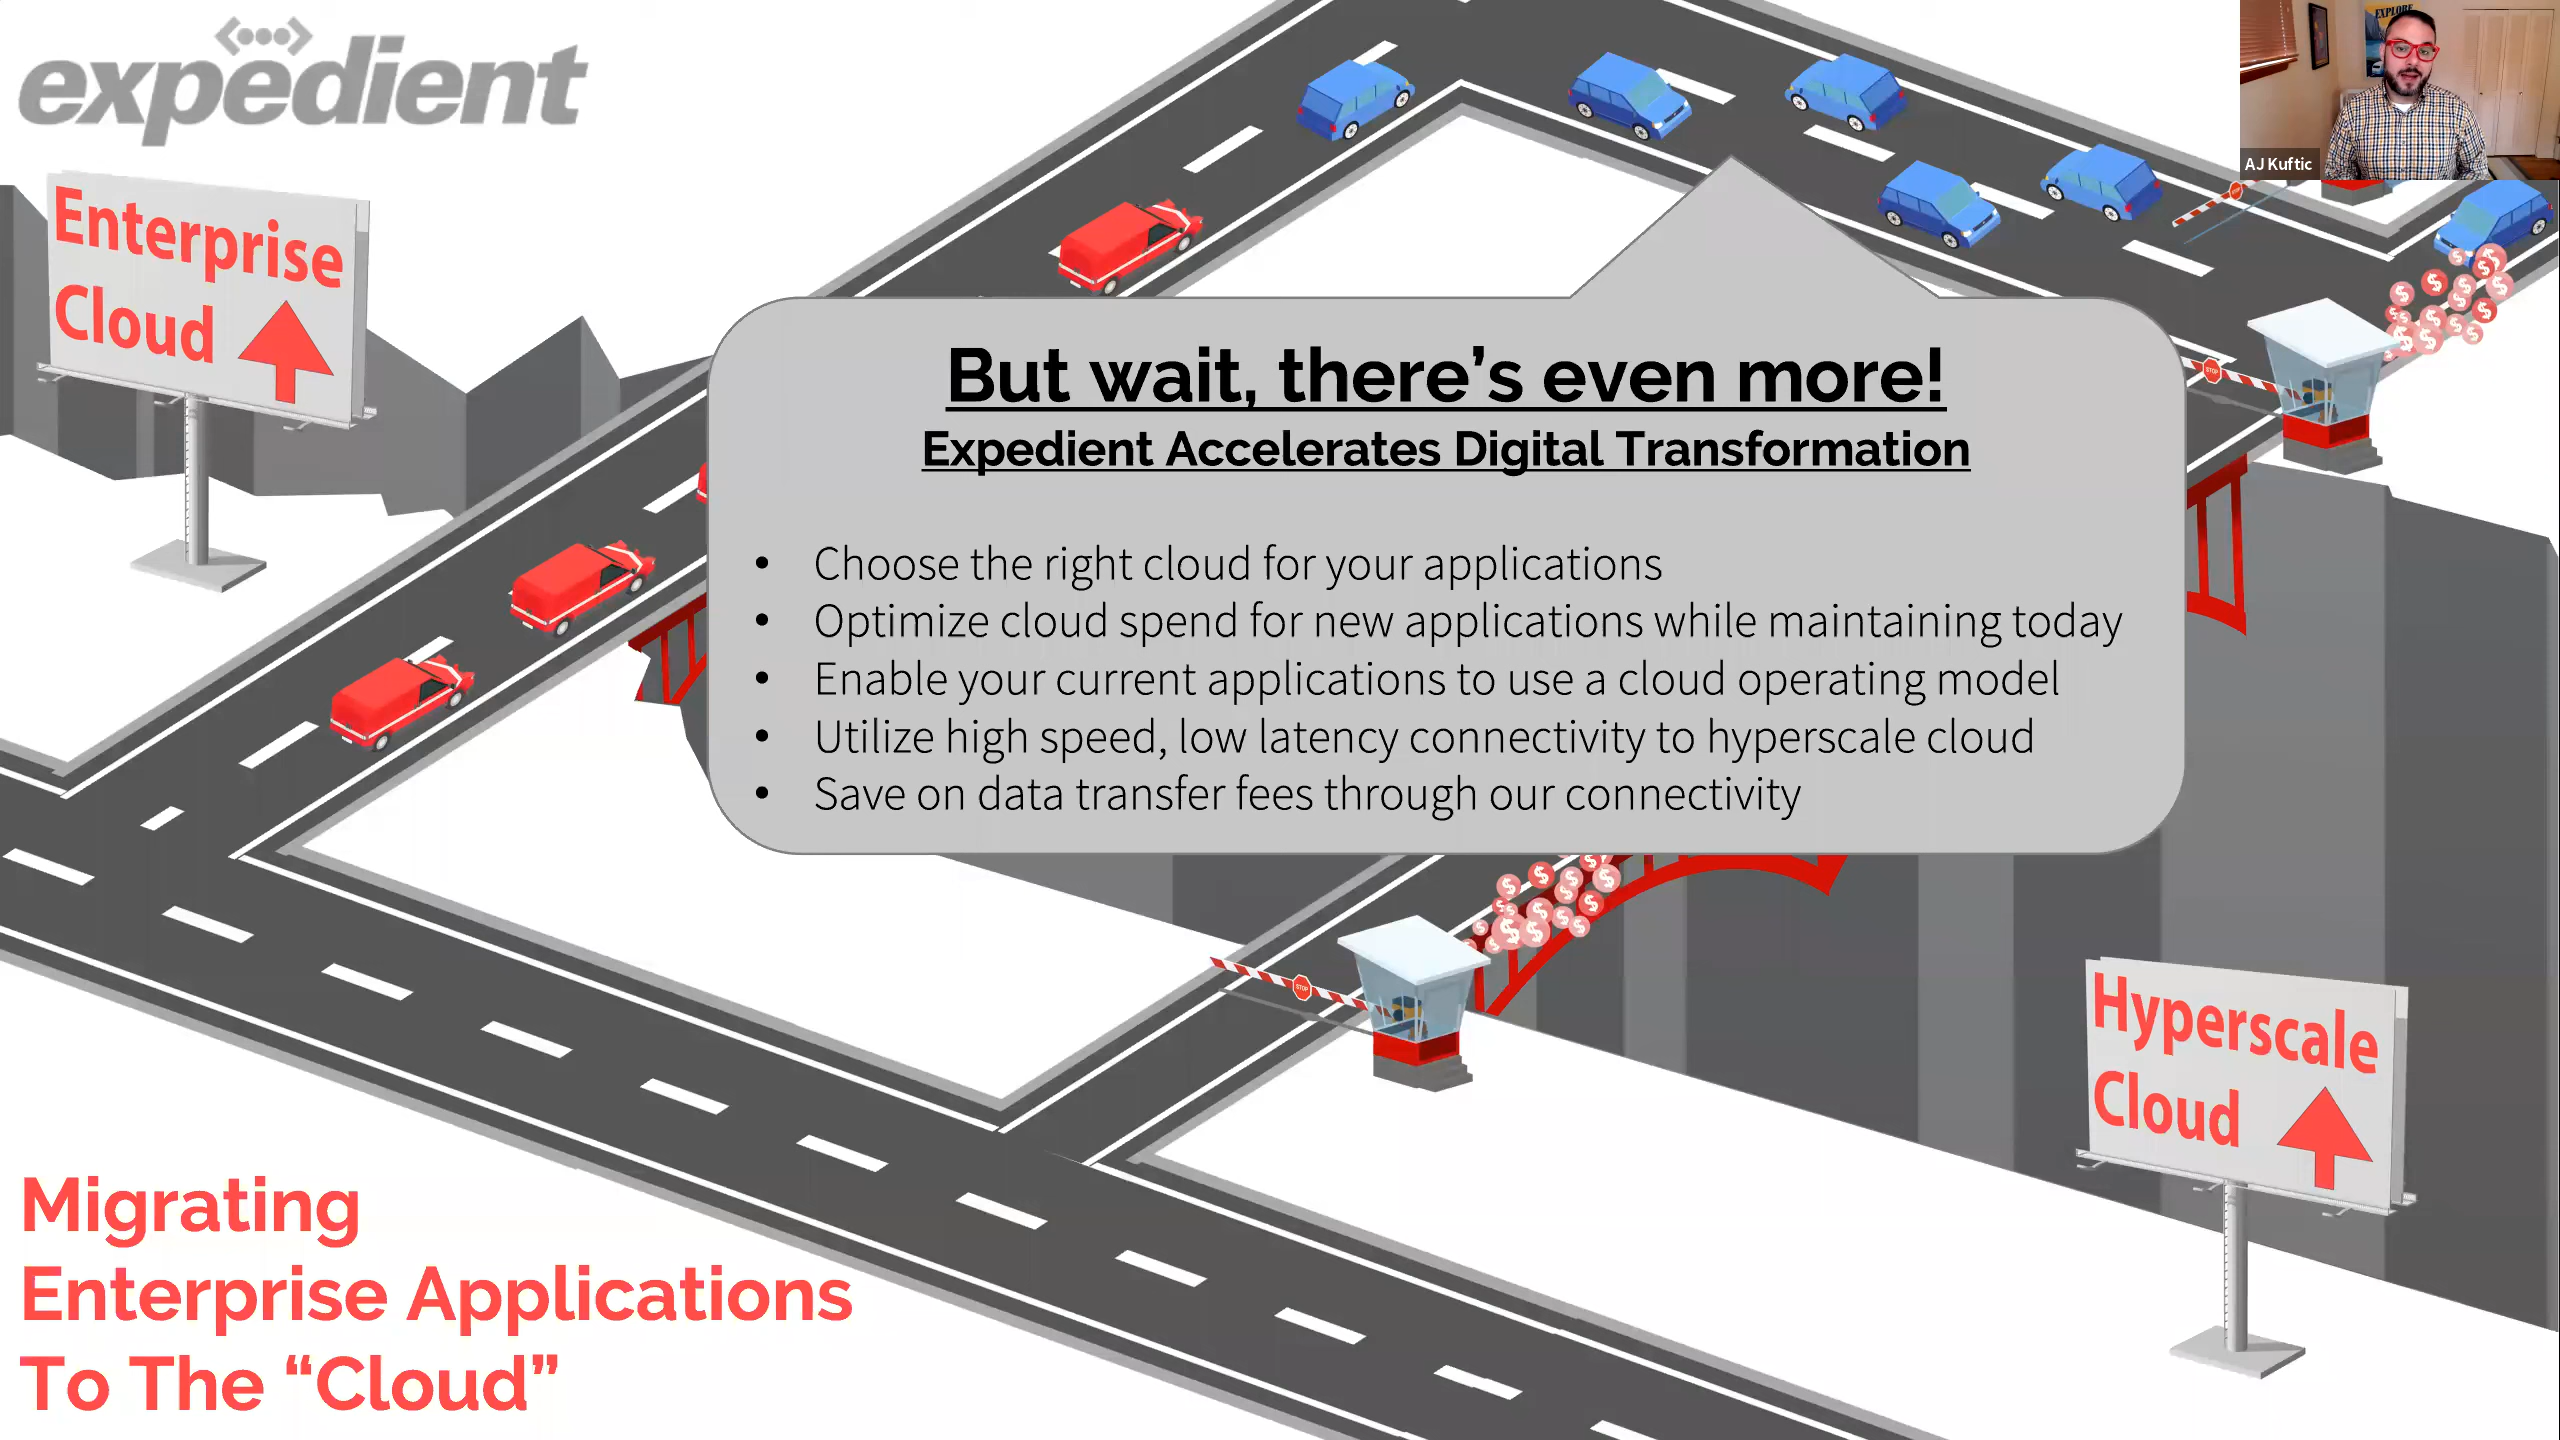 expedient
EXPLORE
AJ Kuftic
Enterprise
Cloud
But wait, there’s even more!
Expedient Accelerates Digital Transformation
• Choose the right cloud for your applications
• Optimize cloud spend for new applications while maintaining today
• Enable your current applications to use a cloud operating model
• Utilize high speed, low latency connectivity to hyperscale cloud
• Save on data transfer fees through our connectivity
STOP
STOP
Hyperscale
Cloud
Migrating
Enterprise Applications
To The “Cloud”